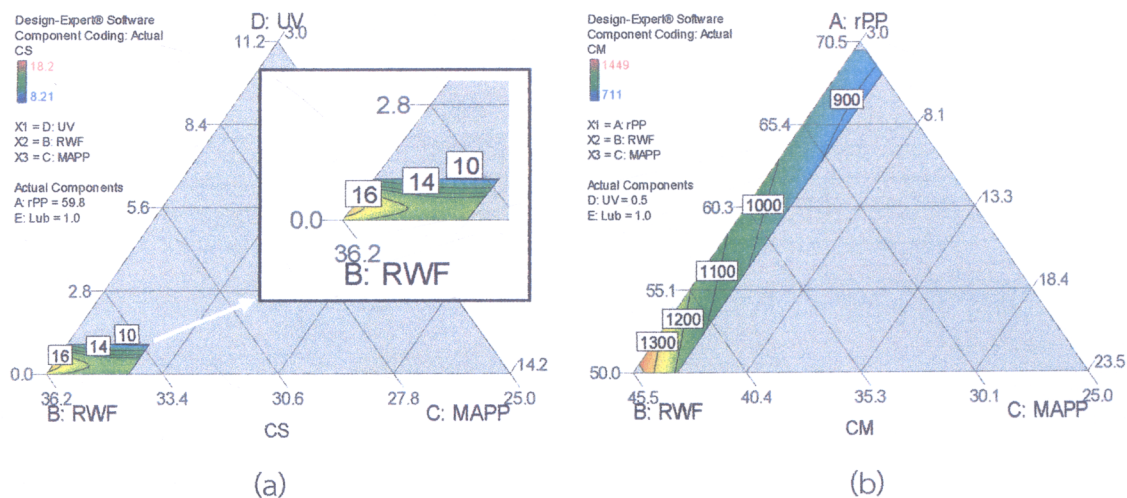 Design-Expert® Software
Component Coding: Actual
CS
18.2
8.21
X1 = D: UV
X2 = B: RWF
X3 = C: MAPP
Actual Components
A: rPP = 59.8
E: Lub = 1.0
D: UV
11.2
3.0
8.4
5.6
2.8
0.0
16
14
10
2.8
0.0
16
14
10
36.2
B: RWF
14.2
36.2
33.4
30.6
27.8
25.0
B: RWF
C: MAPP
CS
(a)
Design-Expert® Software
Component Coding: Actual
CM
1449
711
X1 = A: rPP
X2 = B: RWF
X3 = C: MAPP
Actual Components
D: UV = 0.5
E: Lub = 1.0
A: rPP
70.5
3.0
65.4
8.1
60.3
13.3
55.1
18.4
50.0
23.5
900
1000
1100
1200
1300
45.5
40.4
35.3
30.1
25.0
B: RWF
C: MAPP
CM
(b)